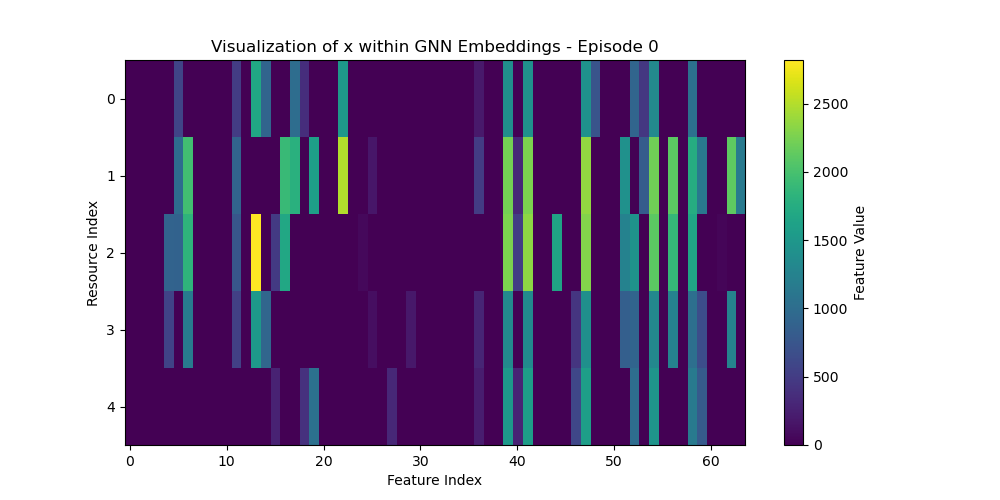 Visualization of x within GNN Embeddings - Episode 0
Resource Index
0
1
2
3
4
0 10 20 30 40 50 60
Feature Index
2500
2000
1500
1000
500
0
Feature Value